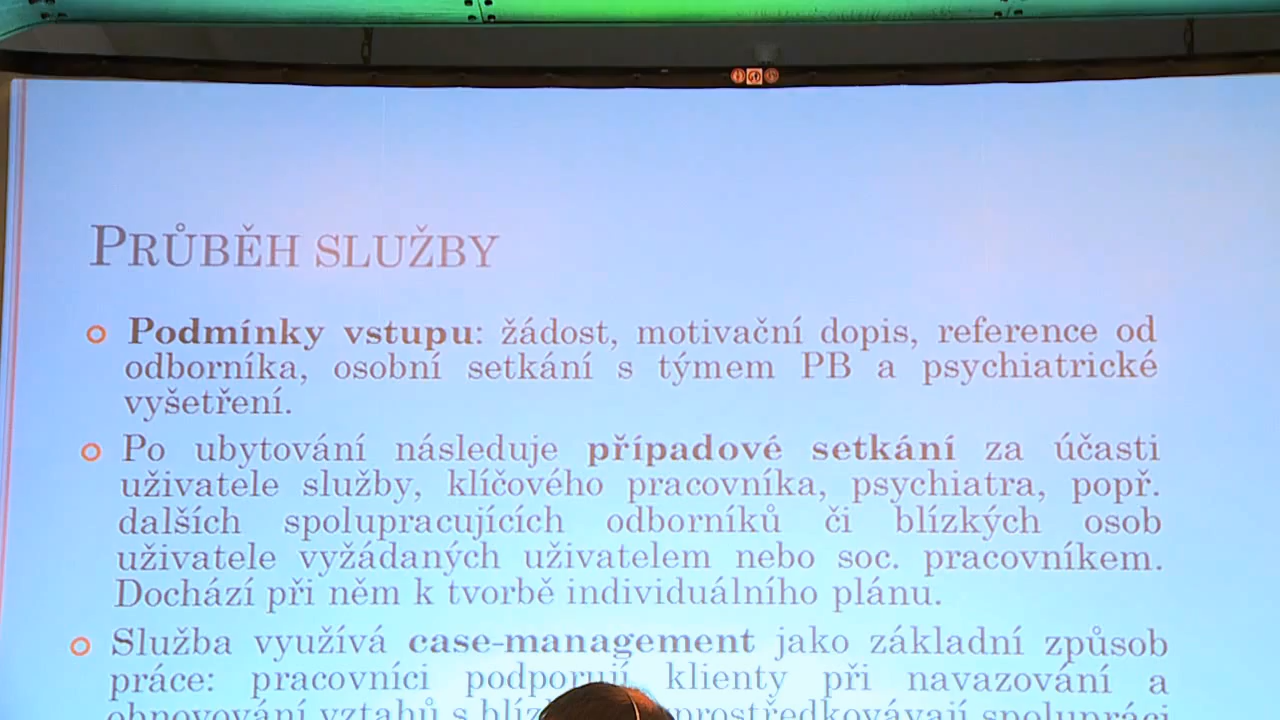 PRŮBĚH SLUŽBY
Podmínky vstupu: žádost, motivační dopis, reference od
odborníka, osobní setkání s týmem PB a psychiatrické
vyšetření.
Po ubytování následuje případové setkání za účasti
uživatele služby, klíčového pracovníka, psychiatra, popř.
dalších spolupracujících odborníků či blízkých osob
uživatele vyžádaných uživatelem nebo soc. pracovníkem.
Dochází při něm k tvorbě individuálního plánu.
Služba využívá case-management jako základní způsob
práce: pracovníci podporují klienty při navazování a
obnovování vztahů s spolupráci